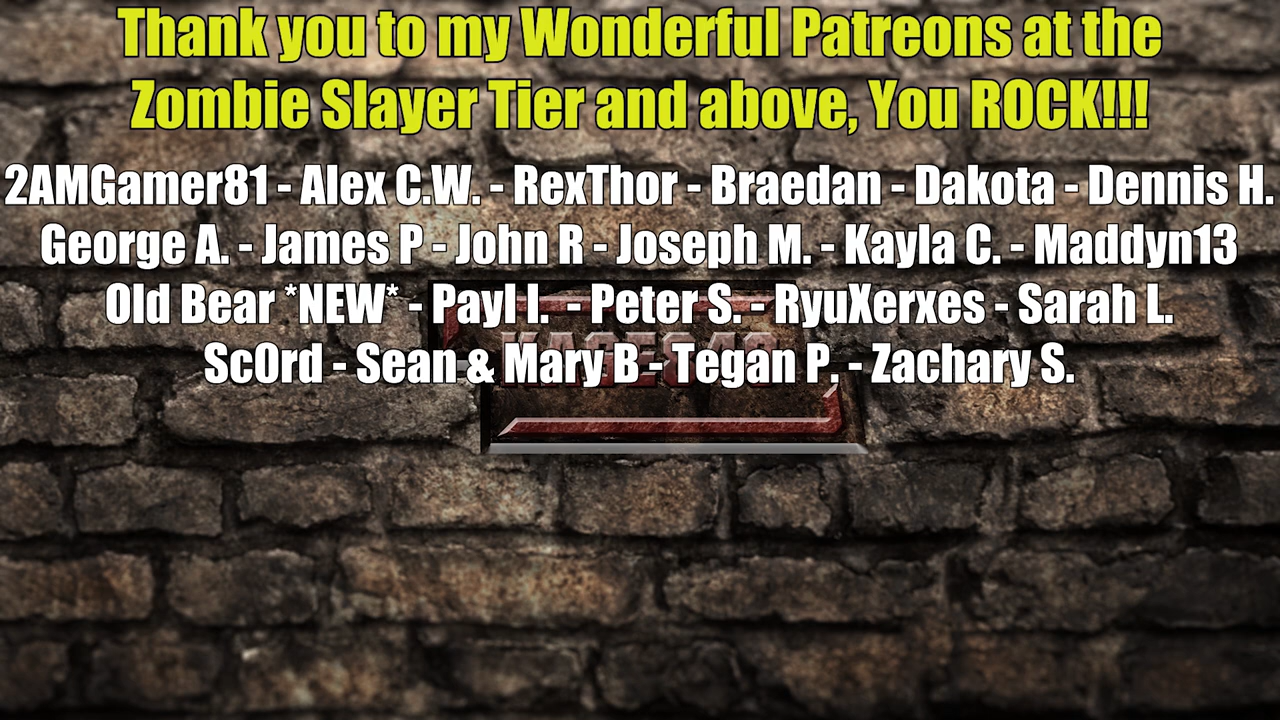 Thank you to my Wonderful Patreons at the
Zombie Slayer Tier and above, You ROCK!!!
2AMGamer81 - Alex C.W. - RexThor - Braedan - Dakota - Dennis H.
George A. - James P - John R - Joseph M. - Kayla C. - Maddyn13
Old Bear *NEW* - Payl I. - Peter S. - RyuXerxes - Sarah L.
Sc0rd - Sean & Mary B - Tegan P. - Zachary S.